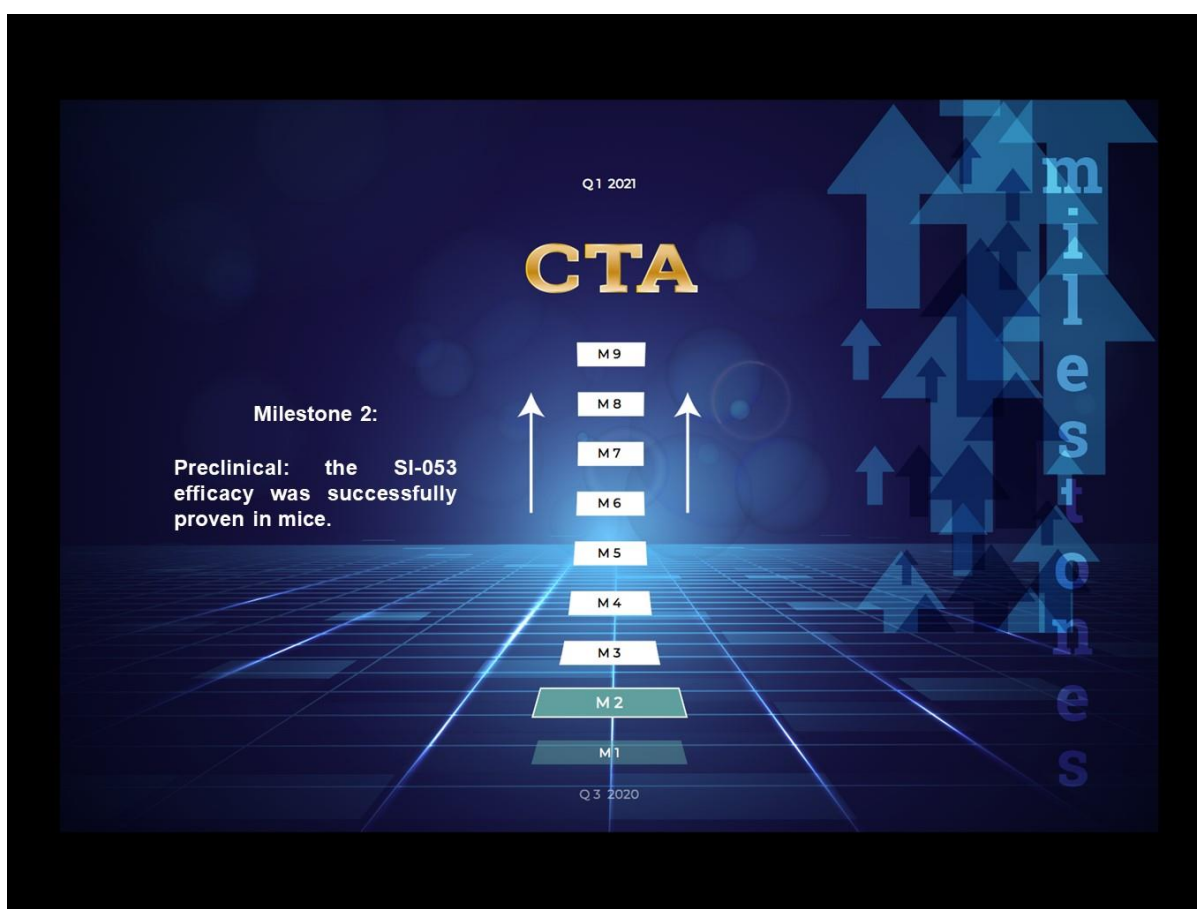 Q1 2021
CTA
M9
M8
M7
M6
M5
M4
M3
M2
M1
Q3 2020
Milestone 2:
Preclinical: the SI-053
efficacy was successfully
proven in mice.
milestones